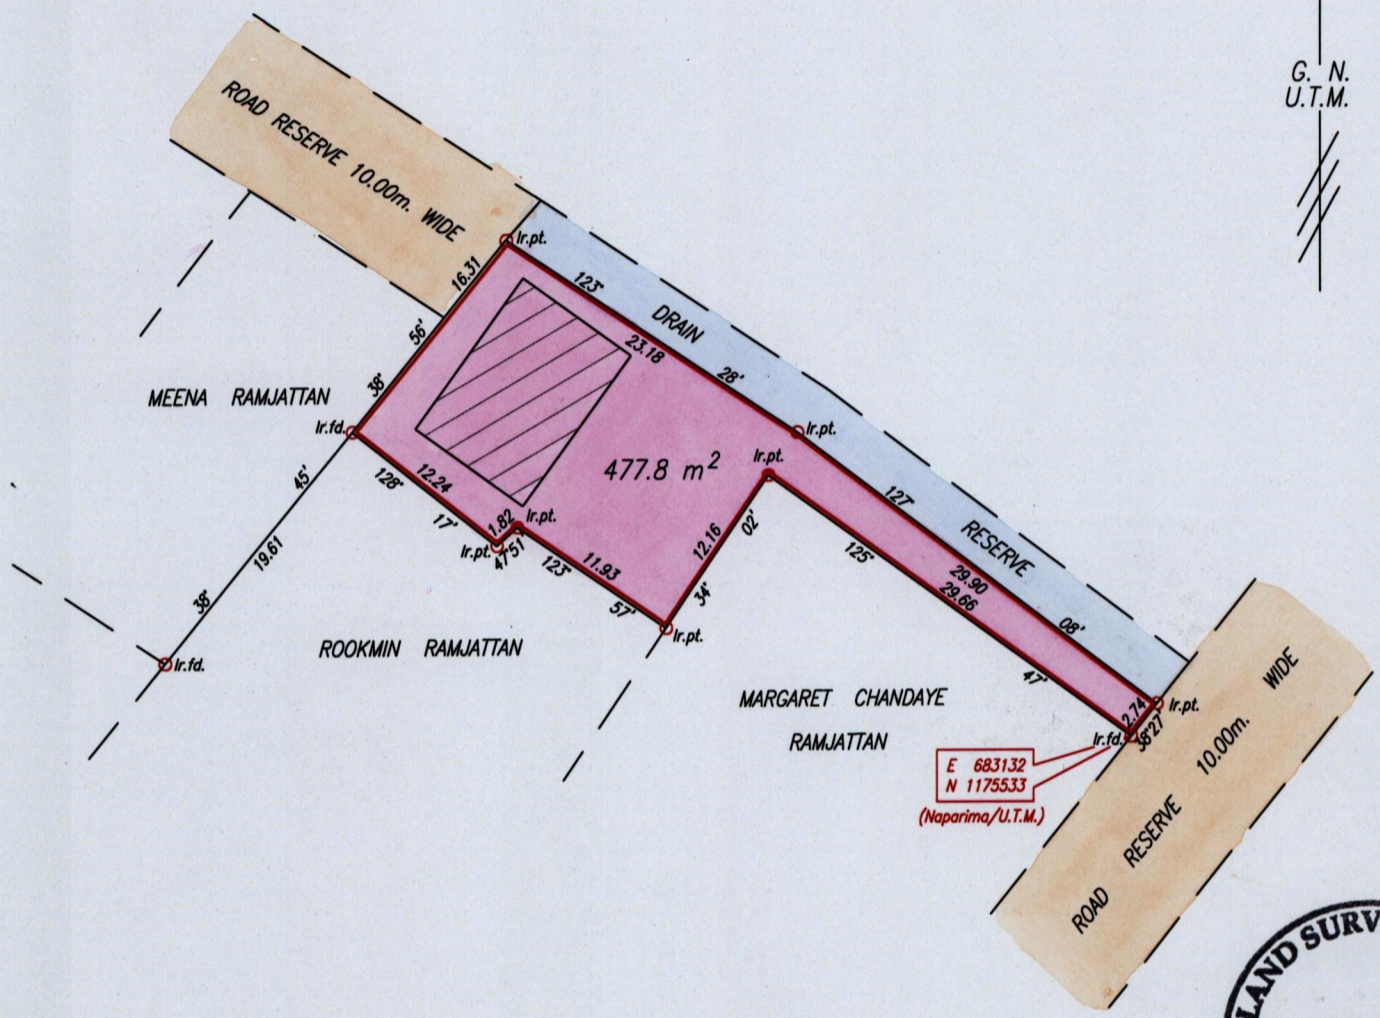 G. N.
U.T.M.
ROAD RESERVE 10.00m. WIDE
Ir.pt.
16.31
56'
38°
123°
23.18
28'
DRAIN
RESERVE
MEENA RAMJATTAN
Ir.fd.
477.8 m²
Ir.pt.
Ir.pt.
128°
12.24
17'
1.82
Ir.pt.
Ir.pt.
47°51'
123°
11.93
57'
12.16
02'
34°
Ir.pt.
127°
29.90
08'
125°
29.66
47'
45'
19.61
38°
Ir.fd.
ROOKMIN RAMJATTAN
MARGARET CHANDAYE
RAMJATTAN
2.74
38°27'
Ir.pt.
Ir.fd.
E 683132
N 1175533
(Naparima/U.T.M.)
ROAD RESERVE 10.00m. WIDE
LAND SURV